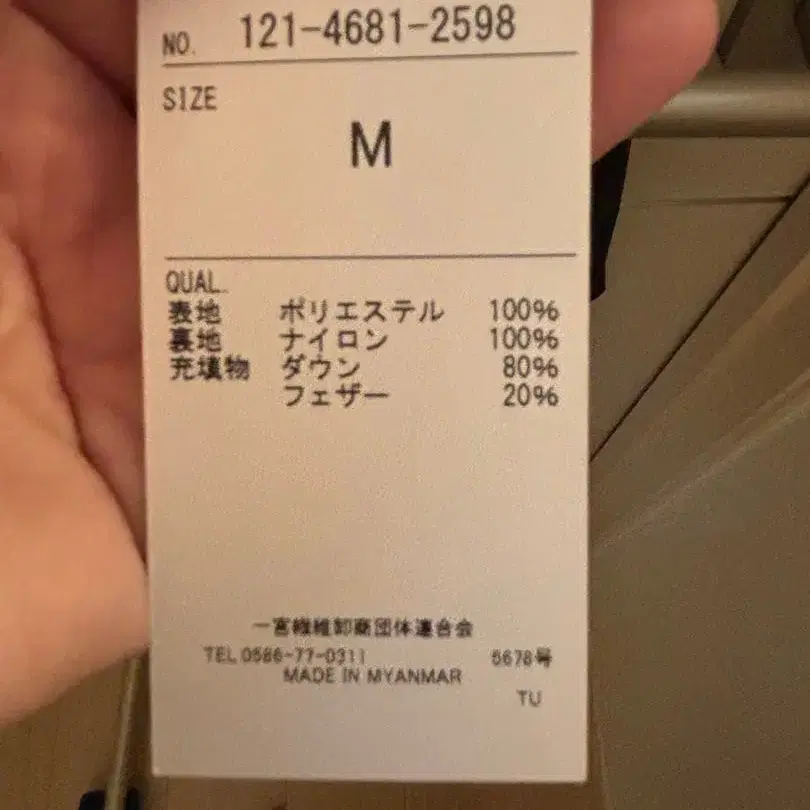 NO. 121-4681-2598
SIZE
M
QUAL.
表地 ポリエステル 100%
裏地 ナイロン 100%
充填物 ダウン 80%
フェザー 20%
一宮繊維卸商団体連合会
TEL 0586-77-0311 5678号
MADE IN MYANMAR
TU